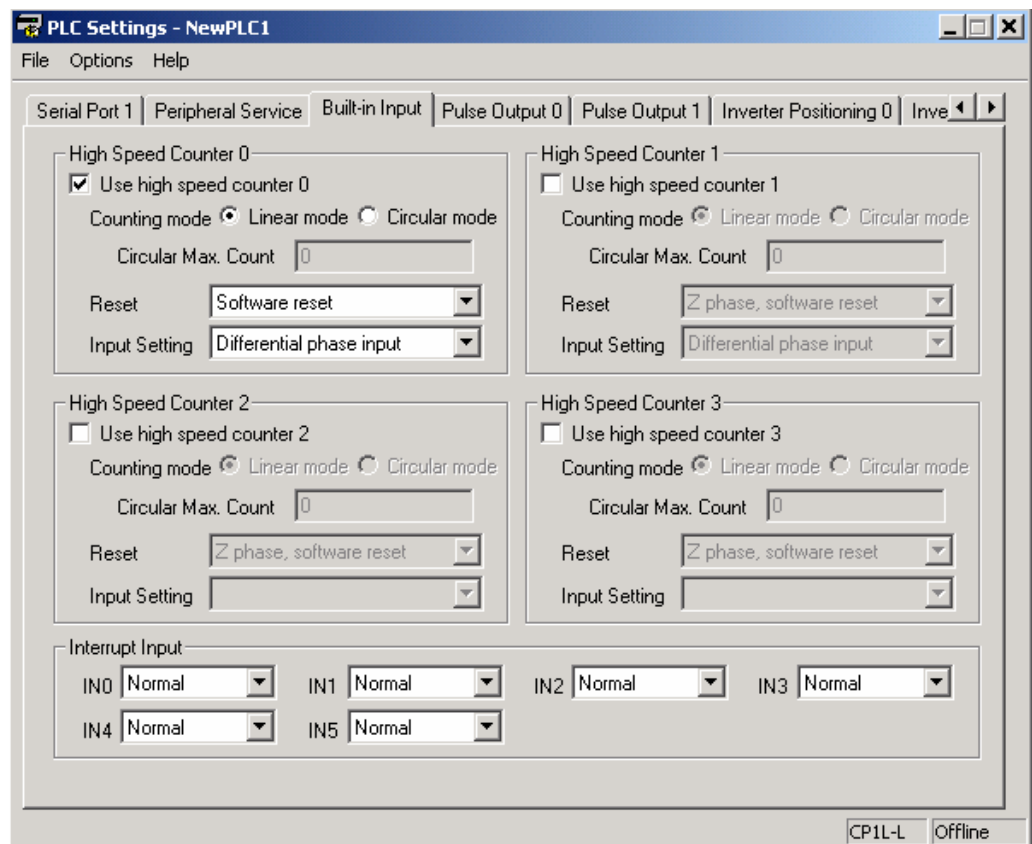 PLC Settings - NewPLC1
File Options Help
Serial Port 1 Peripheral Service Built-in Input Pulse Output 0 Pulse Output 1 Inverter Positioning 0 Inve
High Speed Counter 0
Use high speed counter 0
Counting mode Linear mode Circular mode
Circular Max. Count 0
Reset Software reset
Input Setting Differential phase input
High Speed Counter 1
Use high speed counter 1
Counting mode Linear mode Circular mode
Circular Max. Count 0
Reset Z phase, software reset
Input Setting Differential phase input
High Speed Counter 2
Use high speed counter 2
Counting mode Linear mode Circular mode
Circular Max. Count 0
Reset Z phase, software reset
Input Setting
High Speed Counter 3
Use high speed counter 3
Counting mode Linear mode Circular mode
Circular Max. Count 0
Reset Z phase, software reset
Input Setting
Interrupt Input
IN0 Normal IN1 Normal IN2 Normal IN3 Normal
IN4 Normal IN5 Normal
CP1L-L Offline